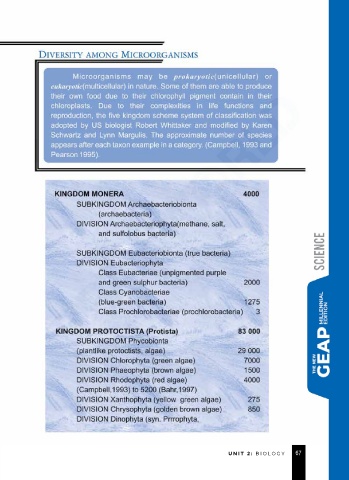 DIVERSITY AMONG MICROORGANISMS
Microorganisms may be prokaryotic(unicellular) or
eukaryotic(multicellular) in nature. Some of them are able to produce
their own food due to their chlorophyll pigment contain in their
chloroplasts. Due to their complexities in life functions and
reproduction, the five kingdom scheme system of classification was
adopted by US biologist Robert Whittaker and modified by Karen
Schwartz and Lynn Margulis. The approximate number of species
appears after each taxon example in a category. (Campbell, 1993 and
Pearson 1995)
KINGDOM MONERA 4000
SUBKINGDOM Archaebacteriobionta
(archaebacteria)
DIVISION Archaebacteriophyta(methane, salt,
and sulfolobus bacteria)
SUBKINGDOM Eubacteriobionta (true bacteria)
DIVISION Eubacteriophyta
Class Eubacteriae (unpigmented purple
and green sulphur bacteria) 2000
Class Cyanobacteriae
(blue-green bacteria) 1275
Class Prochlorobacteriae (prochlorobacteria) 3
KINGDOM PROTOCTISTA (Protista) 83 000
SUBKINGDOM Phycobionta
(plantlike protoctists, algae) 29 000
DIVISION Chlorophyta (green algae) 7000
DIVISION Phaeophyta (brown algae) 1500
DIVISION Rhodophyta (red algae) 4000
(Campbell,1993) to 5200 (Bahr,1997)
DIVISION Xanthophyta (yellow green algae) 275
DIVISION Chrysophyta (golden brown algae) 850
DIVISION Dinophyta (syn. Prrrophyta,
SCIENCE
THE NEW
GEAP MILLENNIAL
EDITION
UNIT 2: BIOLOGY 67